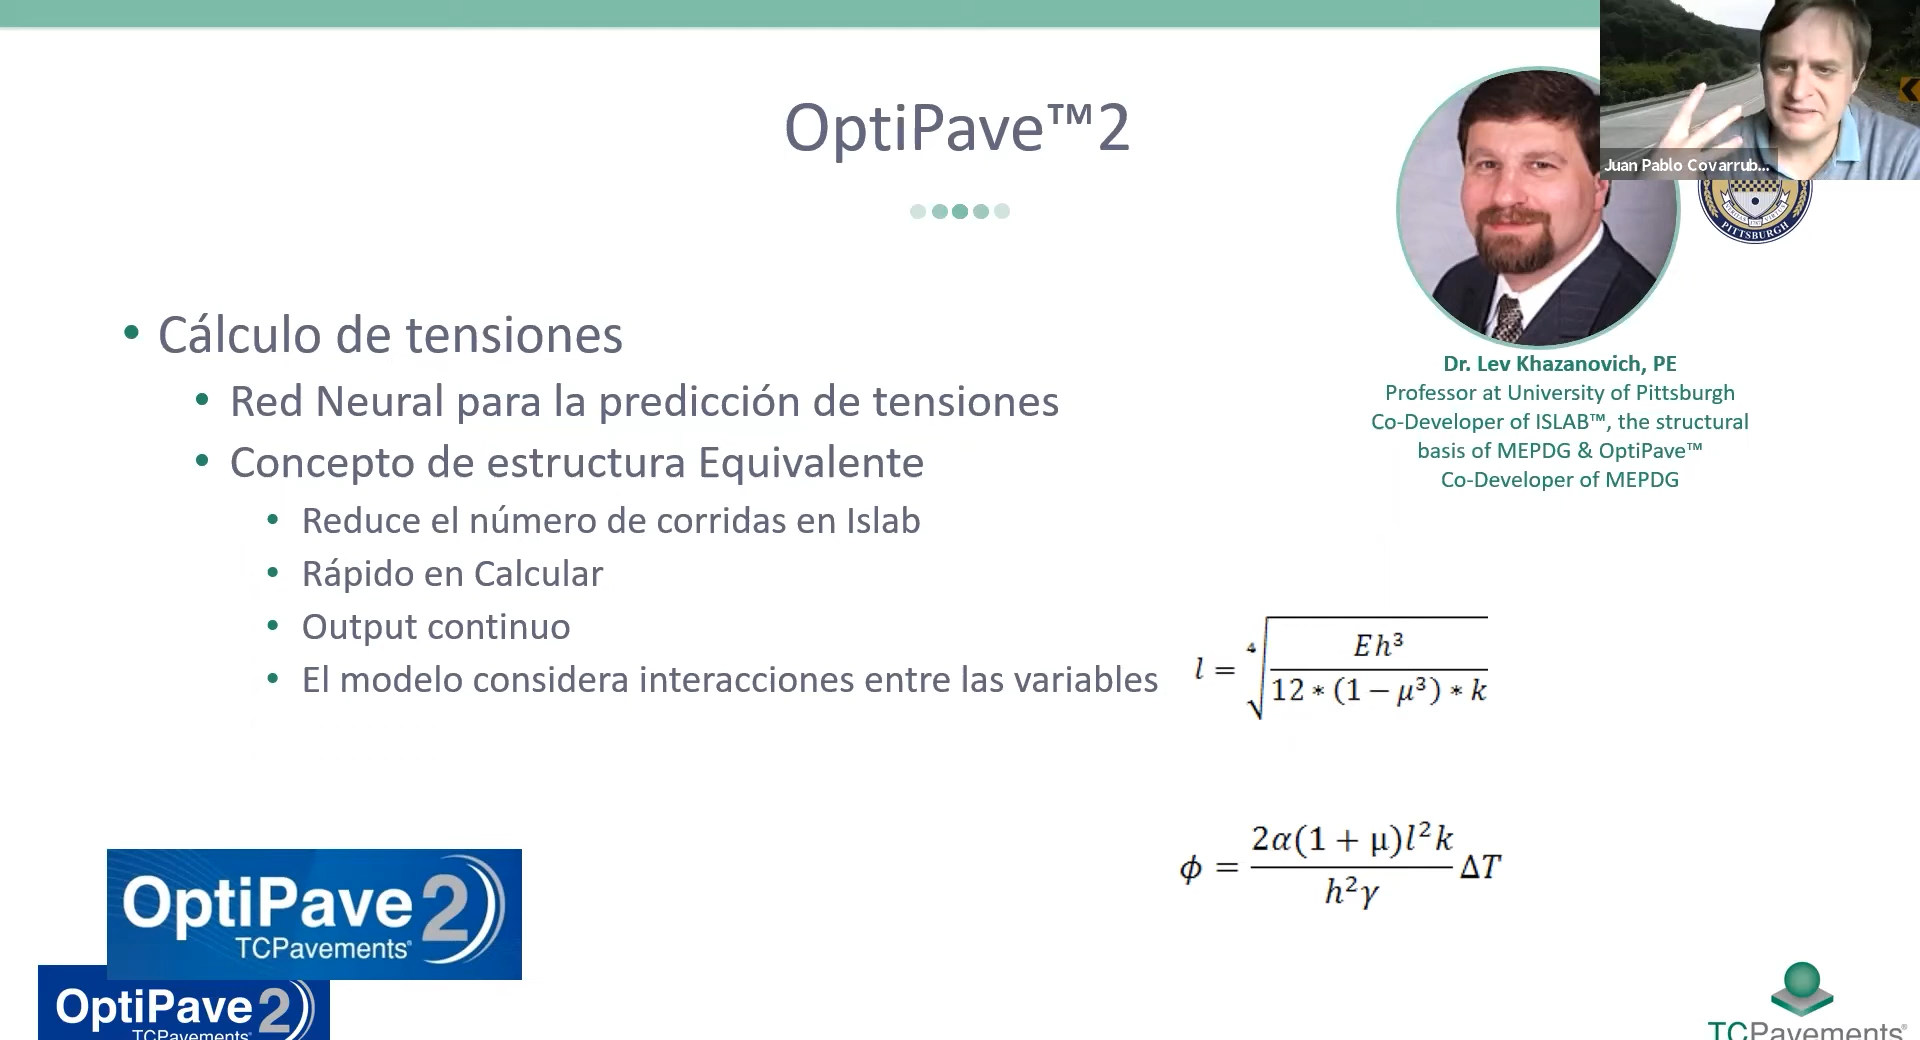 OptiPave™2
Juan Pablo Covarrub...
PITTSBURGH
Dr. Lev Khazanovich, PE
Professor at University of Pittsburgh
Co-Developer of ISLAB™, the structural
basis of MEPDG & OptiPave™
Co-Developer of MEPDG
• Cálculo de tensiones
• Red Neural para la predicción de tensiones
• Concepto de estructura Equivalente
• Reduce el número de corridas en Islab
• Rápido en Calcular
• Output continuo
• El modelo considera interacciones entre las variables
l = ∜(Eh³ / (12 * (1 − μ³) * k))
ϕ = (2α(1 + μ)l²k / h²γ) ΔT
OptiPave 2
TCPavements®
OptiPave 2
TCPavements®
TCPavements®